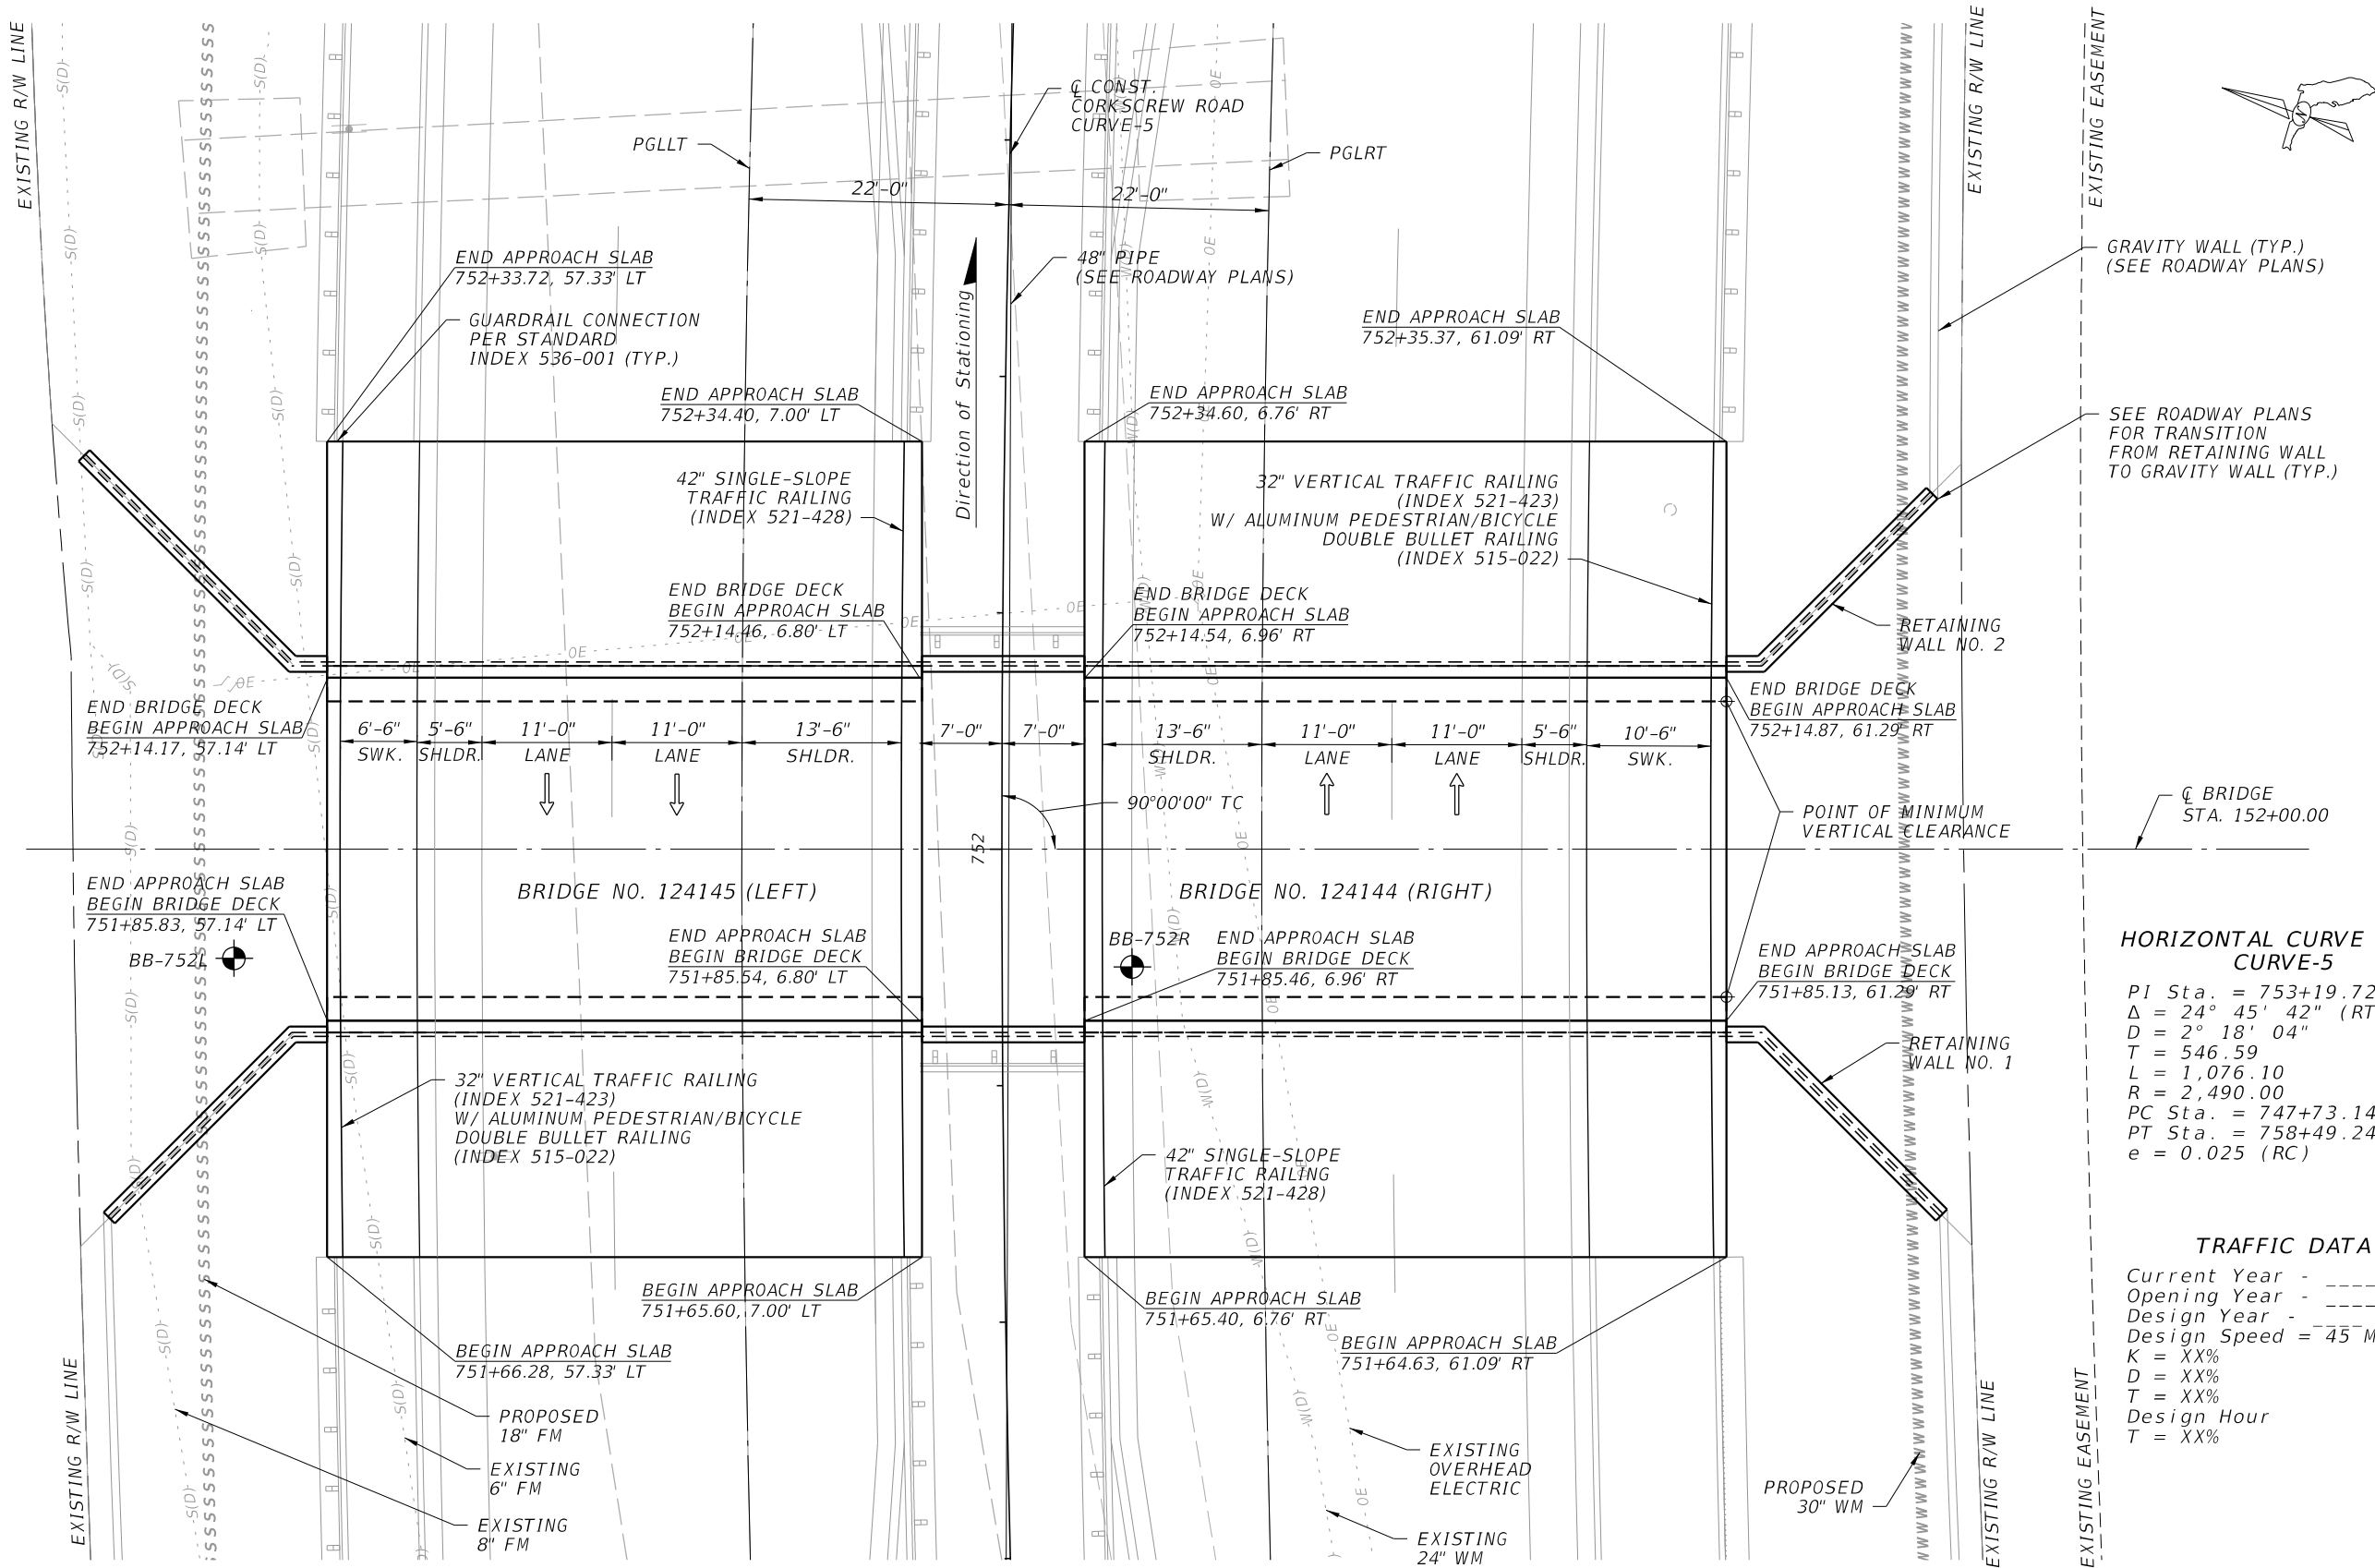 EXISTING R/W LINE
EXISTING R/W LINE
EXISTING EASEMENT
℄ CONST.
CORKSCREW ROAD
CURVE-5
PGLLT
PGLRT
22'-0"
22'-0"
N
48" PIPE
(SEE ROADWAY PLANS)
Direction of Stationing
GRAVITY WALL (TYP.)
(SEE ROADWAY PLANS)
END APPROACH SLAB
752+33.72, 57.33' LT
GUARDRAIL CONNECTION
PER STANDARD
INDEX 536-001 (TYP.)
END APPROACH SLAB
752+35.37, 61.09' RT
END APPROACH SLAB
752+34.40, 7.00' LT
END APPROACH SLAB
752+34.60, 6.76' RT
SEE ROADWAY PLANS
FOR TRANSITION
FROM RETAINING WALL
TO GRAVITY WALL (TYP.)
42" SINGLE-SLOPE
TRAFFIC RAILING
(INDEX 521-428)
32" VERTICAL TRAFFIC RAILING
(INDEX 521-423)
W/ ALUMINUM PEDESTRIAN/BICYCLE
DOUBLE BULLET RAILING
(INDEX 515-022)
END BRIDGE DECK
BEGIN APPROACH SLAB
752+14.46, 6.80' LT
END BRIDGE DECK
BEGIN APPROACH SLAB
752+14.54, 6.96' RT
RETAINING
WALL NO. 2
END BRIDGE DECK
BEGIN APPROACH SLAB
752+14.17, 57.14' LT
END BRIDGE DECK
BEGIN APPROACH SLAB
752+14.87, 61.29' RT
6'-6" 5'-6" 11'-0" 11'-0" 13'-6" 7'-0" 7'-0" 13'-6" 11'-0" 11'-0" 5'-6" 10'-6"
SWK. SHLDR. LANE LANE SHLDR. SHLDR. LANE LANE SHLDR. SWK.
90°00'00" TC
752
POINT OF MINIMUM
VERTICAL CLEARANCE
℄ BRIDGE
STA. 152+00.00
BRIDGE NO. 124145 (LEFT)
BRIDGE NO. 124144 (RIGHT)
END APPROACH SLAB
BEGIN BRIDGE DECK
751+85.83, 57.14' LT
BB-752L
END APPROACH SLAB
BEGIN BRIDGE DECK
751+85.54, 6.80' LT
BB-752R
END APPROACH SLAB
BEGIN BRIDGE DECK
751+85.46, 6.96' RT
END APPROACH SLAB
BEGIN BRIDGE DECK
751+85.13, 61.29' RT
HORIZONTAL CURVE
CURVE-5
PI Sta. = 753+19.72
Δ = 24° 45' 42" (RT
D = 2° 18' 04"
T = 546.59
L = 1,076.10
R = 2,490.00
PC Sta. = 747+73.14
PT Sta. = 758+49.24
e = 0.025 (RC)
RETAINING
WALL NO. 1
32" VERTICAL TRAFFIC RAILING
(INDEX 521-423)
W/ ALUMINUM PEDESTRIAN/BICYCLE
DOUBLE BULLET RAILING
(INDEX 515-022)
42" SINGLE-SLOPE
TRAFFIC RAILING
(INDEX 521-428)
BEGIN APPROACH SLAB
751+65.60, 7.00' LT
BEGIN APPROACH SLAB
751+65.40, 6.76' RT
BEGIN APPROACH SLAB
751+66.28, 57.33' LT
BEGIN APPROACH SLAB
751+64.63, 61.09' RT
TRAFFIC DATA
Current Year - ____
Opening Year - ____
Design Year - ____
Design Speed = 45 M
K = XX%
D = XX%
T = XX%
Design Hour
T = XX%
PROPOSED
18" FM
EXISTING
6" FM
EXISTING
8" FM
EXISTING
OVERHEAD
ELECTRIC
EXISTING
24" WM
PROPOSED
30" WM
EXISTING R/W LINE
EXISTING R/W LINE
EXISTING EASEMENT
S(D)
W(D)
OE